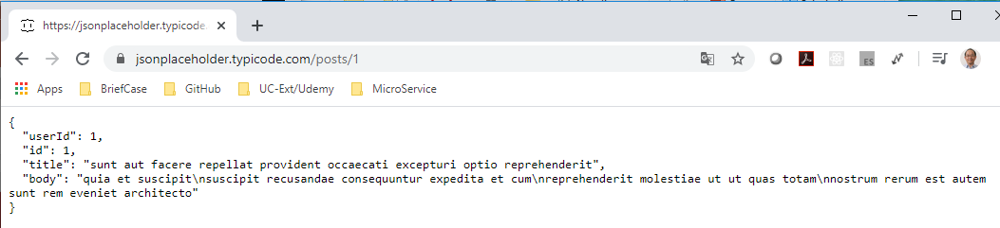 https://jsonplaceholder.typicode.
jsonplaceholder.typicode.com/posts/1
ES
Apps BriefCase GitHub UC-Ext/Udemy MicroService
{
  "userId": 1,
  "id": 1,
  "title": "sunt aut facere repellat provident occaecati excepturi optio reprehenderit",
  "body": "quia et suscipit\nsuscipit recusandae consequuntur expedita et cum\nreprehenderit molestiae ut ut quas totam\nnostrum rerum est autem
sunt rem eveniet architecto"
}